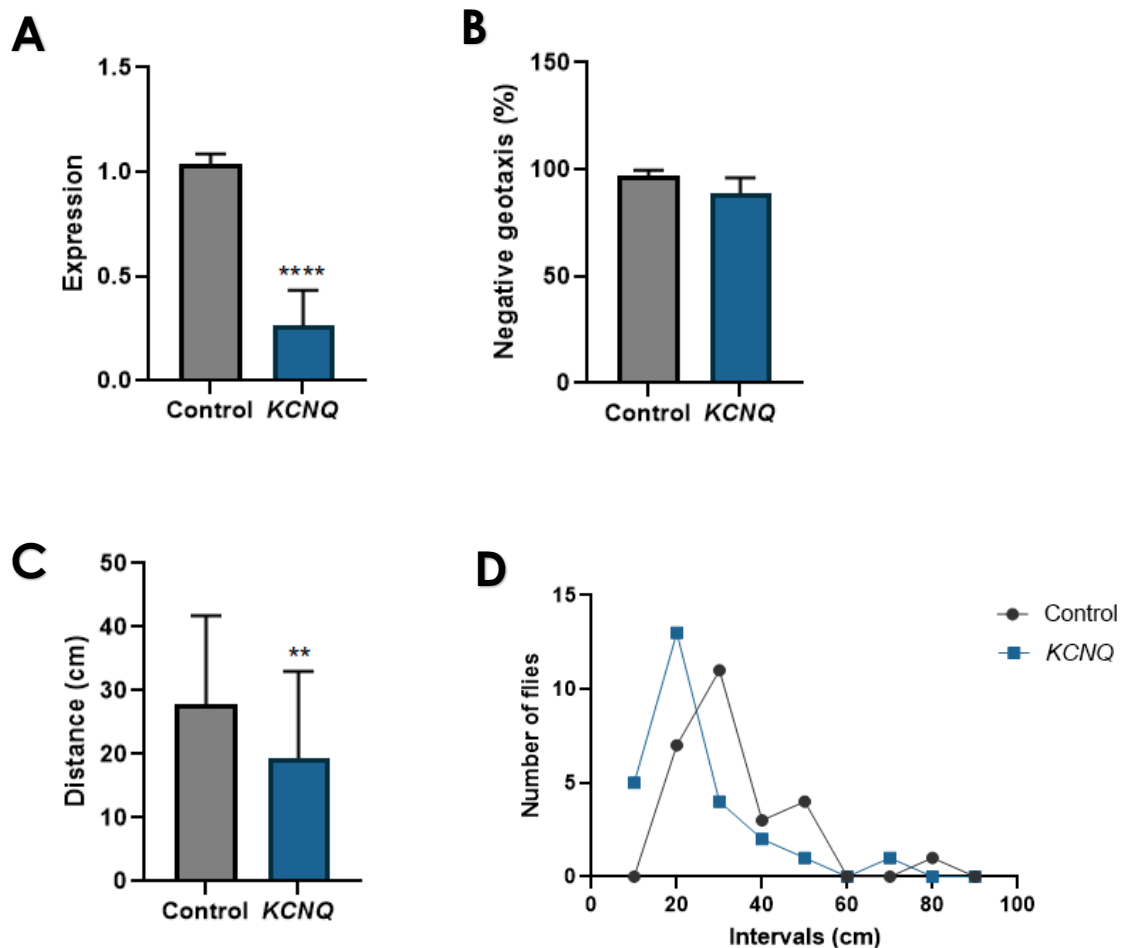 A
Expression
1.5
1.0
0.5
0.0
****
Control KCNQ
B
Negative geotaxis (%)
150
100
50
0
Control KCNQ
C
Distance (cm)
50
40
30
20
10
0
**
Control KCNQ
D
Number of flies
15
10
5
0
0 20 40 60 80 100
Intervals (cm)
Control
KCNQ